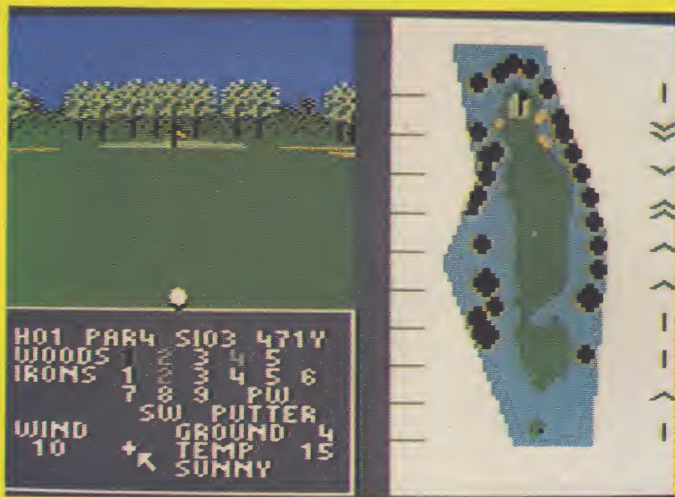 HO1 PAR4 SI03 471Y
WOODS 1 2 3 4 5
IRONS 1 2 3 4 5 6
7 8 9 PW
SW PUTTER
WIND GROUND 4
10 TEMP 15
SUNNY